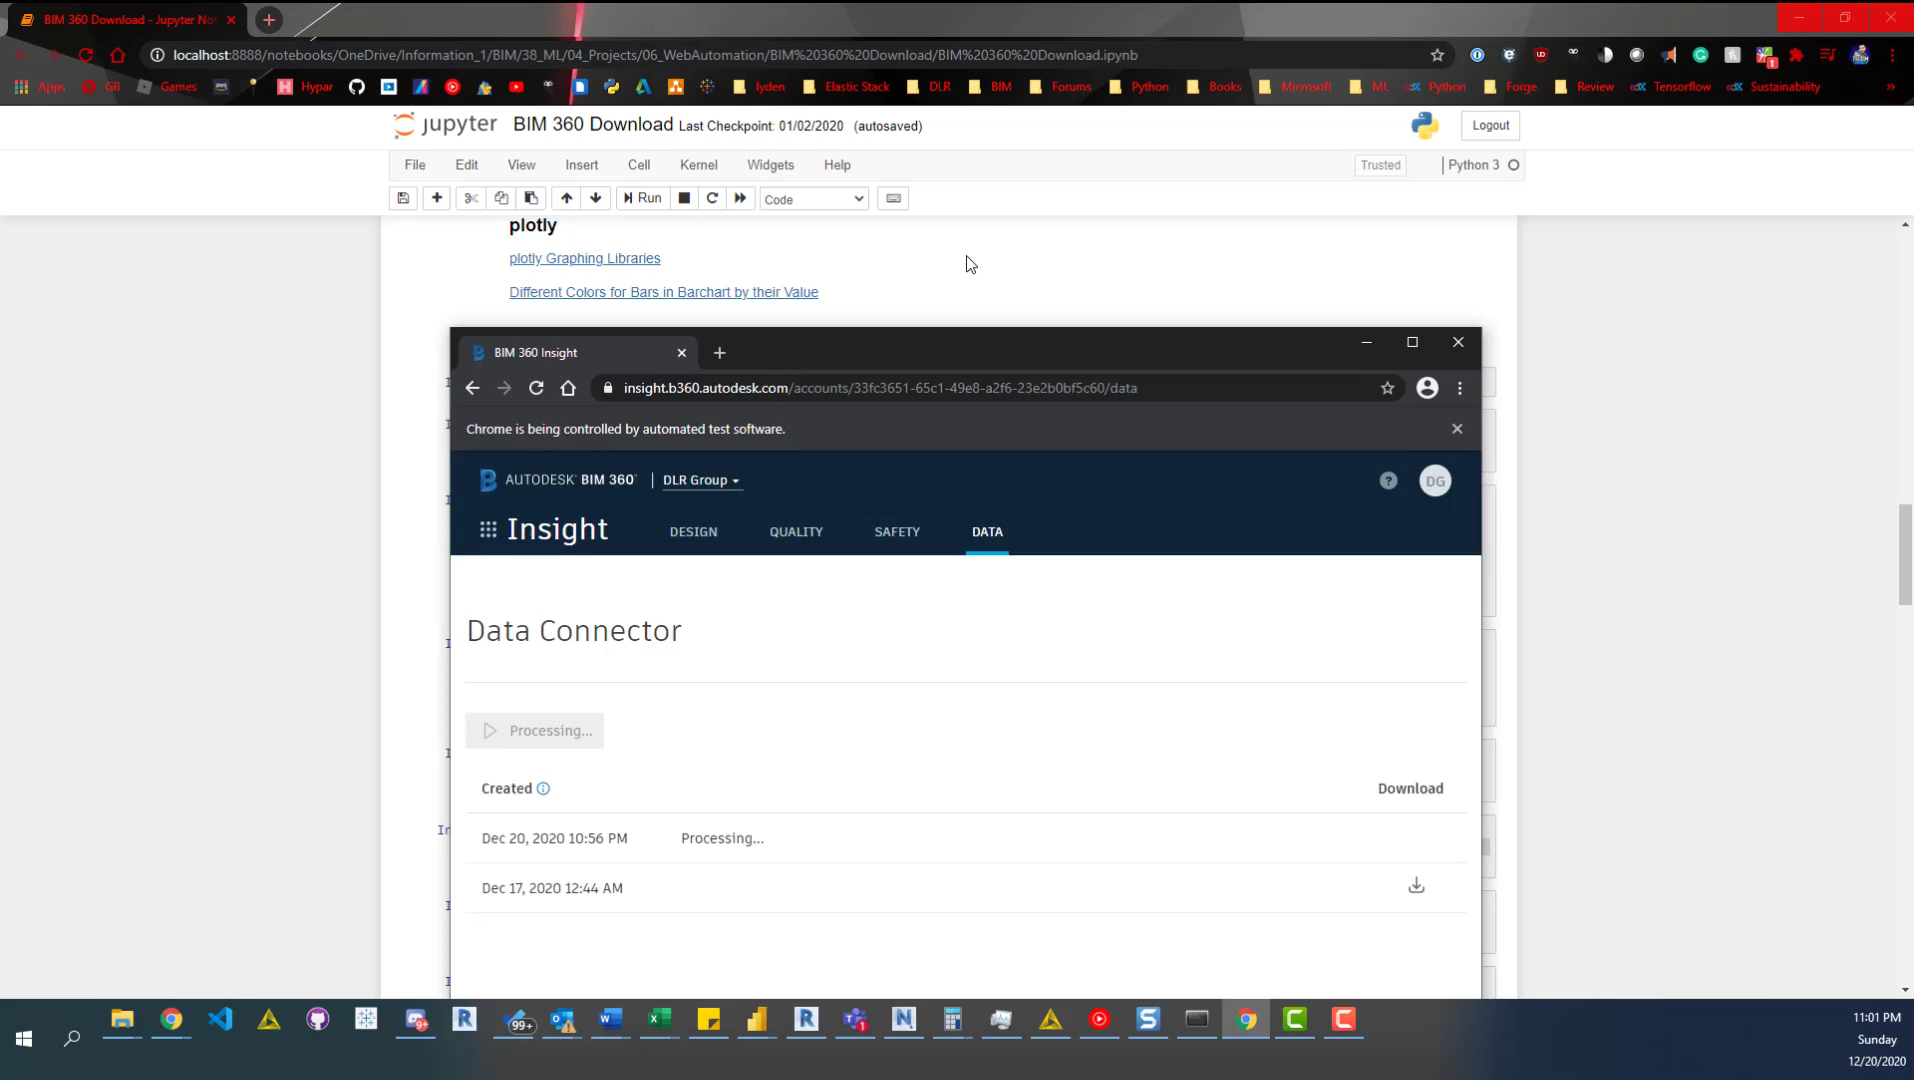 BIM 360 Download - Jupyter No
localhost:8888/notebooks/OneDrive/Information_1/BIM/38_ML/04_Projects/06_WebAutomation/BIM%20360%20Download/BIM%20360%20Download.ipynb
Apps GB Games Hypar Iyden Elastic Stack DLR BIM Forums Python Books Microsoft ML Python Forge Review Tensorflow Sustainability »
jupyter BIM 360 Download Last Checkpoint: 01/02/2020 (autosaved) Logout
File Edit View Insert Cell Kernel Widgets Help Trusted Python 3
Run Code
plotly
plotly Graphing Libraries
Different Colors for Bars in Barchart by their Value
BIM 360 Insight
insight.b360.autodesk.com/accounts/33fc3651-65c1-49e8-a2f6-23e2b0bf5c60/data
Chrome is being controlled by automated test software.
AUTODESK BIM 360 DLR Group ? DG
Insight DESIGN QUALITY SAFETY DATA
Data Connector
Processing...
Created Download
Dec 20, 2020 10:56 PM Processing...
Dec 17, 2020 12:44 AM
99+
11:01 PM
Sunday
12/20/2020